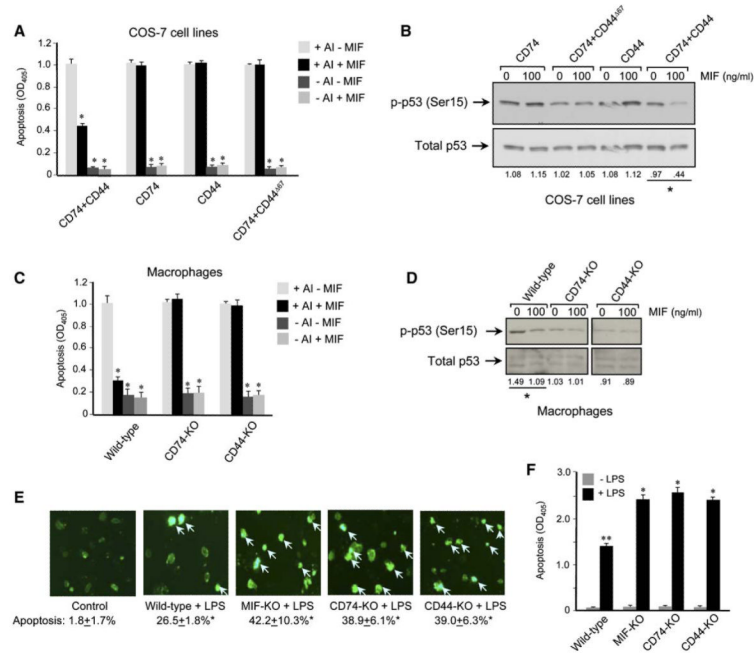 A
COS-7 cell lines
Apoptosis (OD405)
1.2
1.0
0.8
0.6
0.4
0.2
0
* * * * * * * * *
+ AI - MIF
+ AI + MIF
- AI - MIF
- AI + MIF
CD74+CD44
CD74
CD44
CD74+CD44Δ67
B
CD74
CD74+CD44Δ67
CD44
CD74+CD44
0 100 0 100 0 100 0 100 MIF (ng/ml)
p-p53 (Ser15)
Total p53
1.08 1.15 1.02 1.05 1.08 1.12 .97 .44
*
COS-7 cell lines
C
Macrophages
Apoptosis (OD405)
1.2
1.0
0.8
0.6
0.4
0.2
0
* * * * * * *
+ AI - MIF
+ AI + MIF
- AI - MIF
- AI + MIF
Wild-type
CD74-KO
CD44-KO
D
Wild-type
CD74-KO
CD44-KO
0 100 0 100 0 100 MIF (ng/ml)
p-p53 (Ser15)
Total p53
1.49 1.09 1.03 1.01 .91 .89
*
Macrophages
E
Control
Wild-type + LPS
MIF-KO + LPS
CD74-KO + LPS
CD44-KO + LPS
Apoptosis: 1.8±1.7% 26.5±1.8%* 42.2±10.3%* 38.9±6.1%* 39.0±6.3%*
F
Apoptosis (OD405)
3.0
2.0
1.0
0
- LPS
+ LPS
** * * *
Wild-type
MIF-KO
CD74-KO
CD44-KO